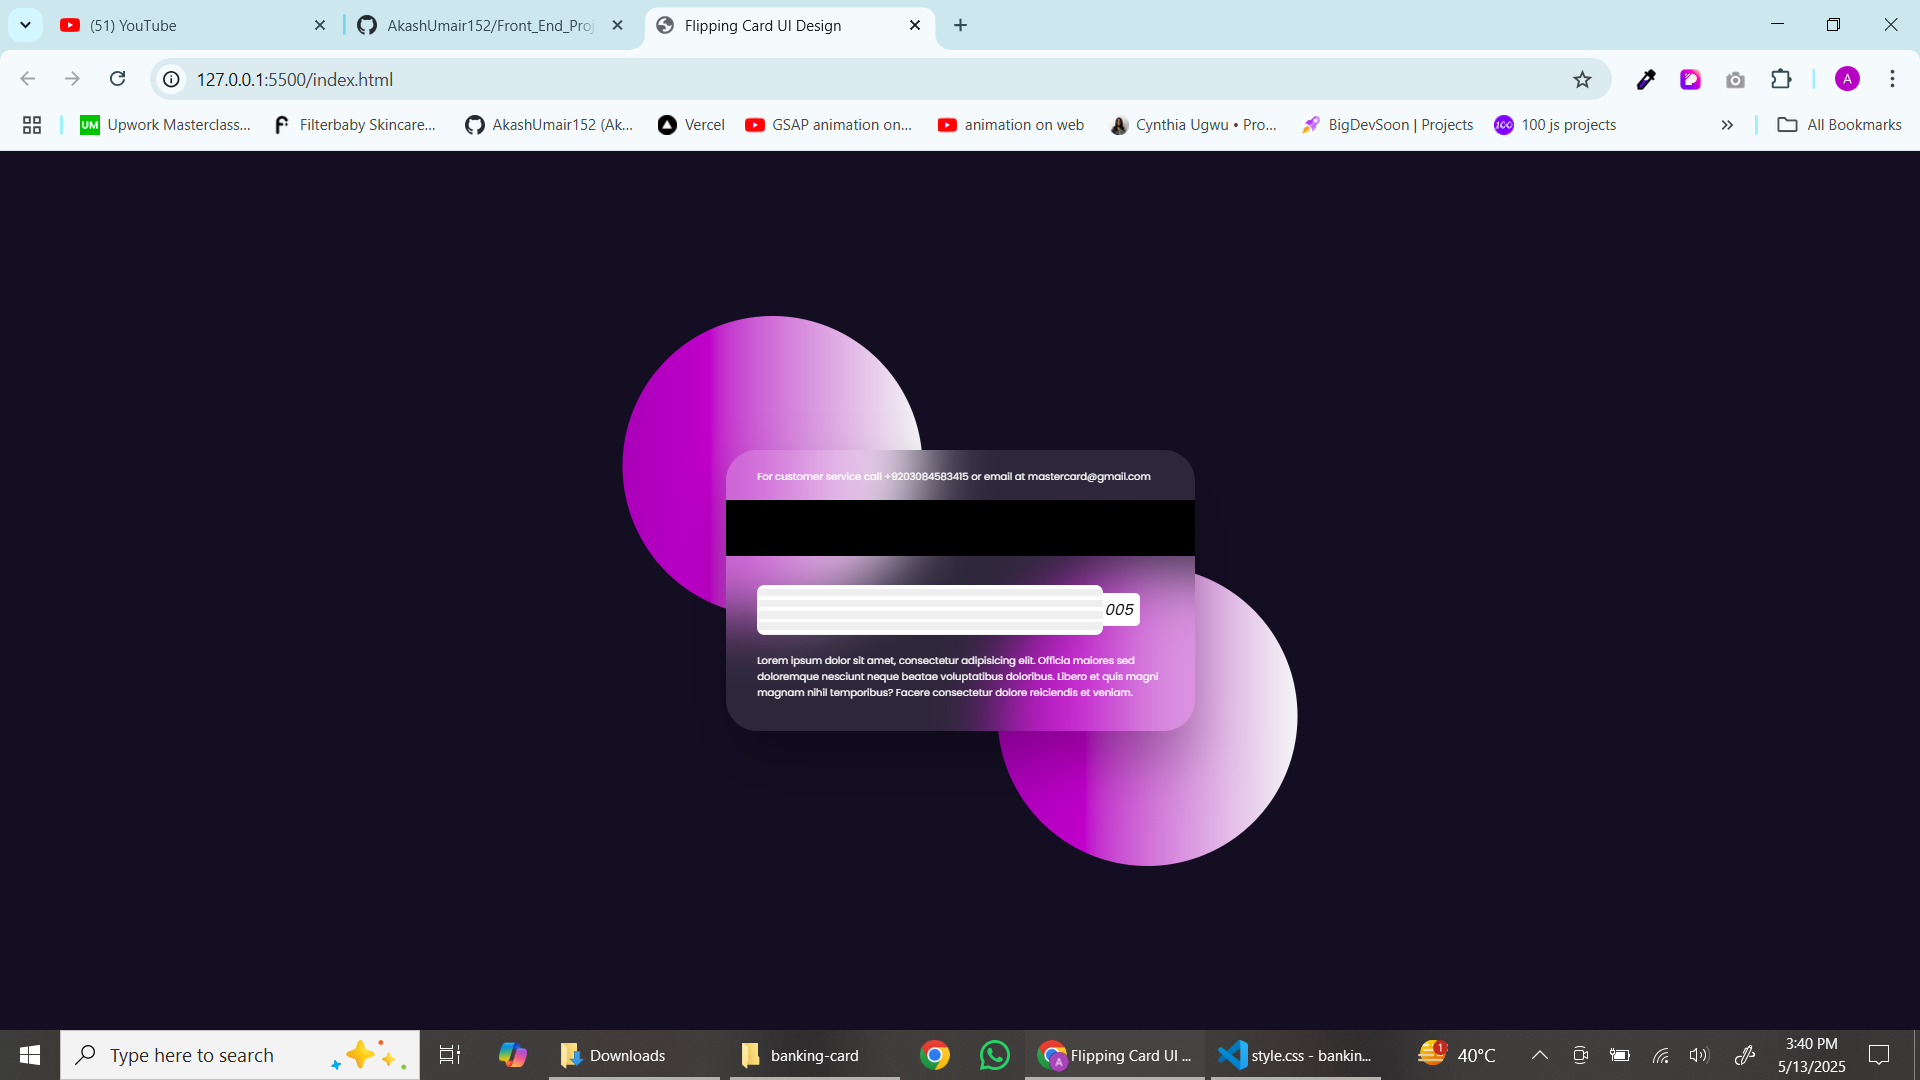 (51) YouTube
AkashUmair152/Front_End_Proj
Flipping Card UI Design
127.0.0.1:5500/index.html
A
UM
Upwork Masterclass...
Filterbaby Skincare...
AkashUmair152 (Ak...
Vercel
GSAP animation on...
animation on web
Cynthia Ugwu • Pro...
BigDevSoon | Projects
100
100 js projects
All Bookmarks
For customer service call +9203084583415 or email at mastercard@gmail.com
005
Lorem ipsum dolor sit amet, consectetur adipisicing elit. Officia maiores sed
doloremque nesciunt neque beatae voluptatibus doloribus. Libero et quis magni
magnam nihil temporibus? Facere consectetur dolore reiciendis et veniam.
Type here to search
Downloads
banking-card
A
Flipping Card UI ...
style.css - bankin...
1
40°C
3:40 PM
5/13/2025